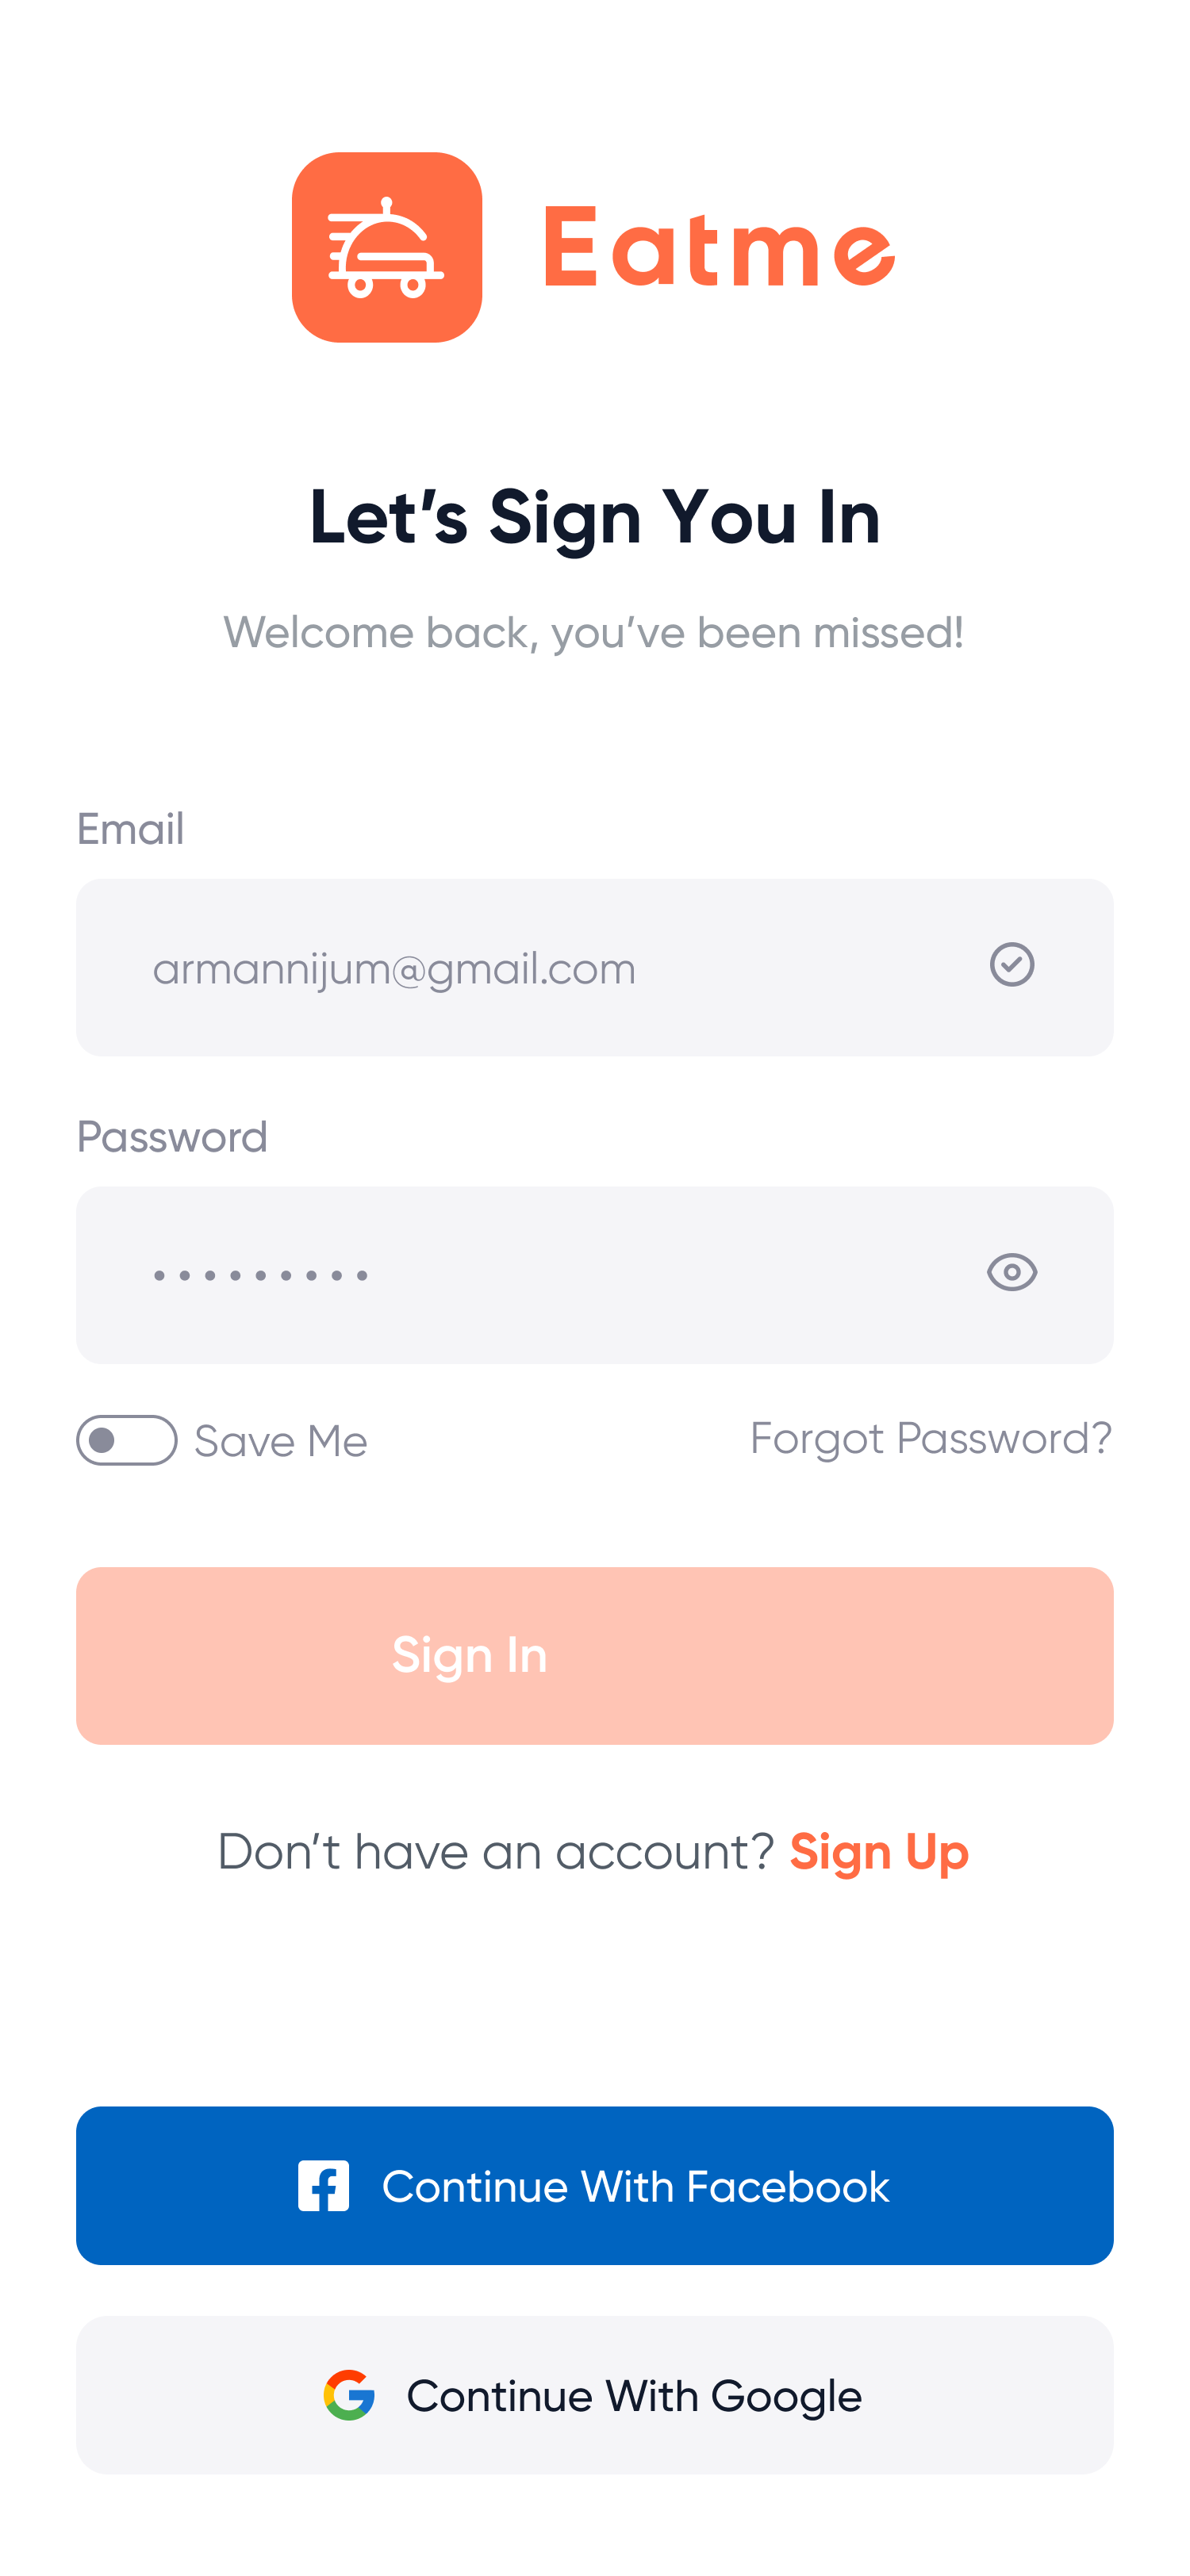 Eatme
Let’s Sign You In
Welcome back, you’ve been missed!
Email
armannijum@gmail.com
Password
•••••••••
Save Me
Forgot Password?
Sign In
Don’t have an account? Sign Up
Continue With Facebook
Continue With Google